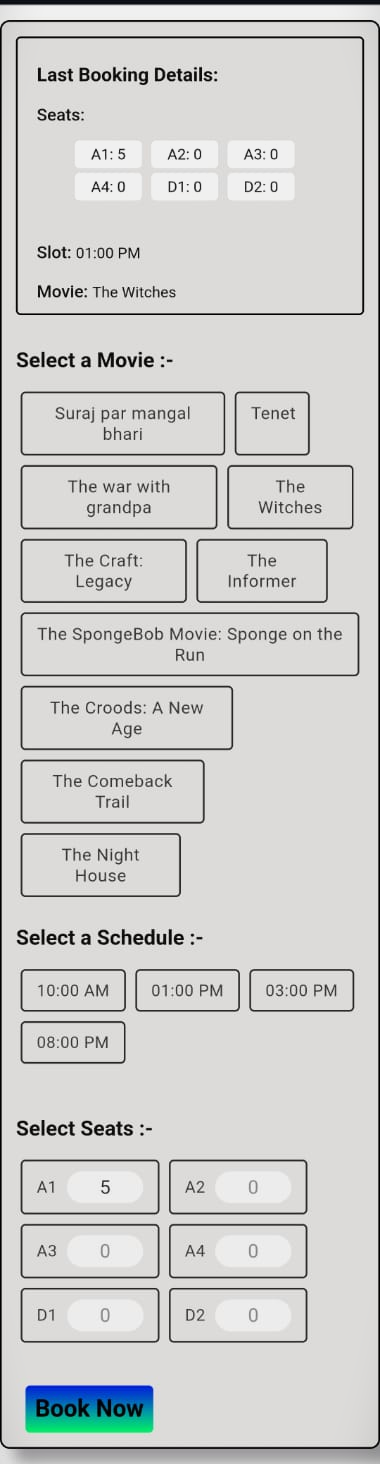 Last Booking Details:
Seats:
A1: 5 A2: 0 A3: 0
A4: 0 D1: 0 D2: 0
Slot: 01:00 PM
Movie: The Witches
Select a Movie :-
Suraj par mangal
bhari
Tenet
The war with
grandpa
The
Witches
The Craft:
Legacy
The
Informer
The SpongeBob Movie: Sponge on the
Run
The Croods: A New
Age
The Comeback
Trail
The Night
House
Select a Schedule :-
10:00 AM 01:00 PM 03:00 PM
08:00 PM
Select Seats :-
A1 5 A2 0
A3 0 A4 0
D1 0 D2 0
Book Now